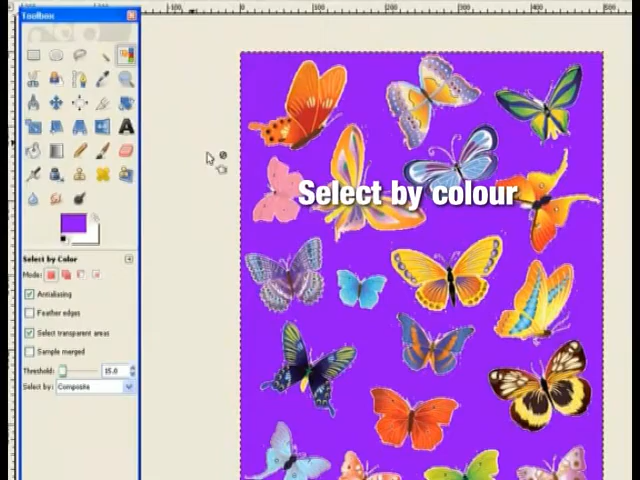 Toolbox
Select by colour
Select by Color
Mode:
Antialiasing
Feather edges
Select transparent areas
Sample merged
Threshold: 15.0
Select by: Composite